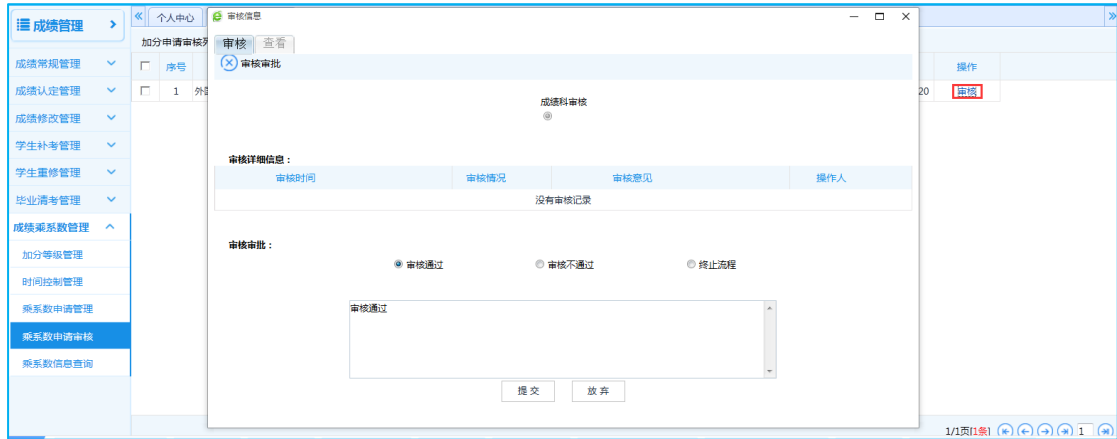 成绩管理
成绩常规管理
成绩认定管理
成绩修改管理
学生补考管理
学生重修管理
毕业清考管理
成绩乘系数管理
加分等级管理
时间控制管理
乘系数申请管理
乘系数申请审核
乘系数信息查询
个人中心
加分申请审核列
序号 操作
1 外 20 审核
审核信息
审核 查看
审核审批
成绩科审核
审核详细信息：
审核时间 审核情况 审核意见 操作人
没有审核记录
审核审批：
审核通过 审核不通过 终止流程
审核通过
提 交 放 弃
1/1页[1条] 1